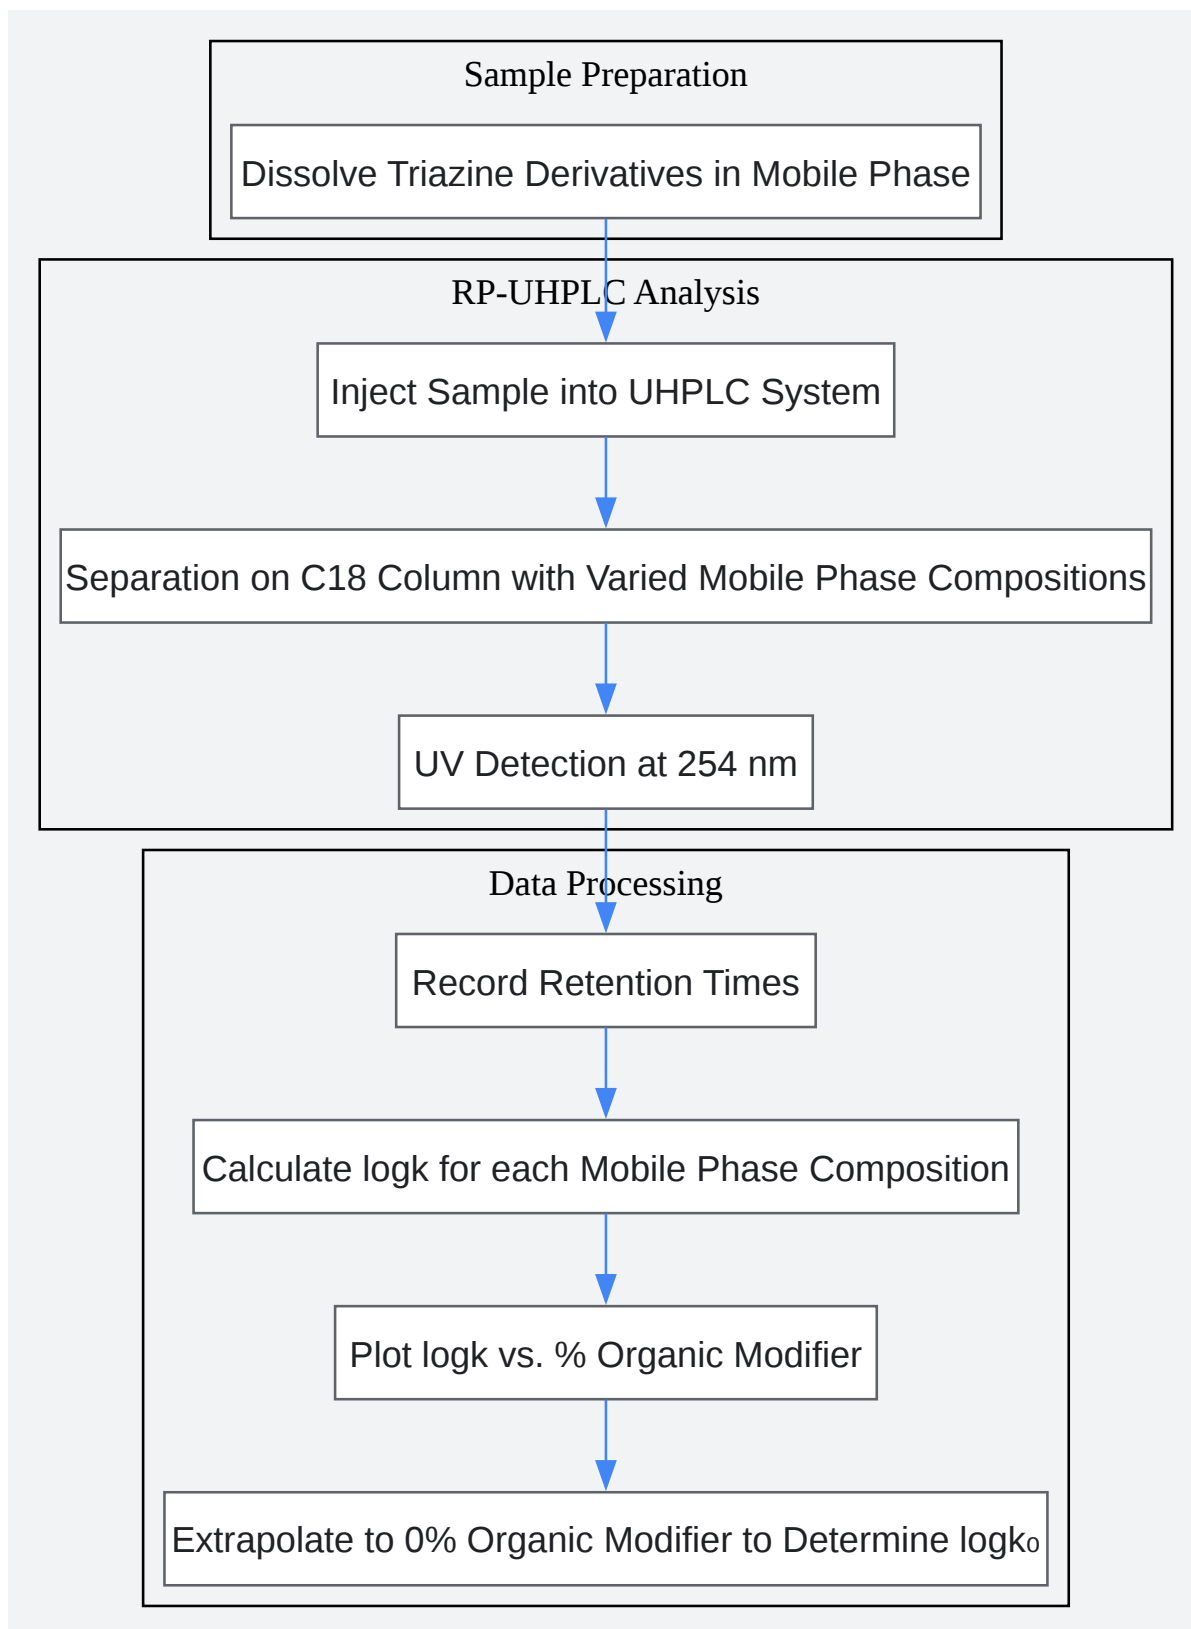 Sample Preparation
Dissolve Triazine Derivatives in Mobile Phase
RP-UHPLC Analysis
Inject Sample into UHPLC System
Separation on C18 Column with Varied Mobile Phase Compositions
UV Detection at 254 nm
Data Processing
Record Retention Times
Calculate logk for each Mobile Phase Composition
Plot logk vs. % Organic Modifier
Extrapolate to 0% Organic Modifier to Determine logk₀